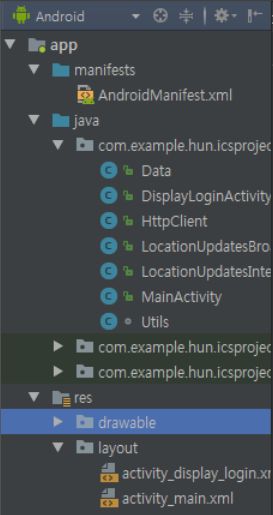 Android
app
manifests
AndroidManifest.xml
java
com.example.hun.icsprojec
Data
DisplayLoginActivity
HttpClient
LocationUpdatesBro
LocationUpdatesInte
MainActivity
Utils
com.example.hun.icsprojec
com.example.hun.icsprojec
res
drawable
layout
activity_display_login.xm
activity_main.xml